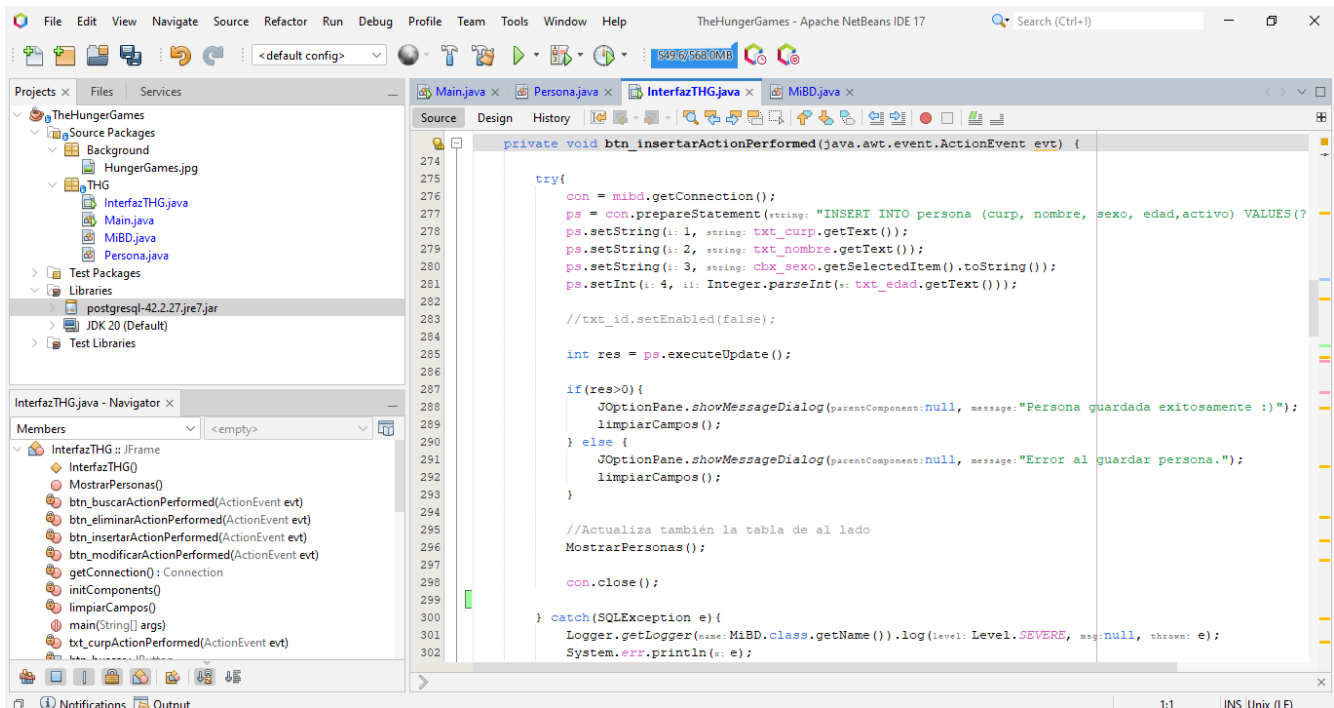 File Edit View Navigate Source Refactor Run Debug Profile Team Tools Window Help TheHungerGames - Apache NetBeans IDE 17 Search (Ctrl+I)
<default config> 549.6/568.0MB
Projects Files Services
TheHungerGames
Source Packages
Background
HungerGames.jpg
THG
InterfazTHG.java
Main.java
MiBD.java
Persona.java
Test Packages
Libraries
postgresql-42.2.27.jre7.jar
JDK 20 (Default)
Test Libraries
InterfazTHG.java - Navigator
Members <empty>
InterfazTHG :: JFrame
InterfazTHG()
MostrarPersonas()
btn_buscarActionPerformed(ActionEvent evt)
btn_eliminarActionPerformed(ActionEvent evt)
btn_insertarActionPerformed(ActionEvent evt)
btn_modificarActionPerformed(ActionEvent evt)
getConnection() : Connection
initComponents()
limpiarCampos()
main(String[] args)
txt_curpActionPerformed(ActionEvent evt)
btn_buscar : JButton
Main.java Persona.java InterfazTHG.java MiBD.java
Source Design History
private void btn_insertarActionPerformed(java.awt.event.ActionEvent evt) {
274
275 try{
276 con = mibd.getConnection();
277 ps = con.prepareStatement(string: "INSERT INTO persona (curp, nombre, sexo, edad,activo) VALUES(?
278 ps.setString(i: 1, string: txt_curp.getText());
279 ps.setString(i: 2, string: txt_nombre.getText());
280 ps.setString(i: 3, string: cbx_sexo.getSelectedItem().toString());
281 ps.setInt(i: 4, i1: Integer.parseInt(s: txt_edad.getText()));
282
283 //txt_id.setEnabled(false);
284
285 int res = ps.executeUpdate();
286
287 if(res>0){
288 JOptionPane.showMessageDialog(parentComponent:null, message:"Persona guardada exitosamente :)");
289 limpiarCampos();
290 } else {
291 JOptionPane.showMessageDialog(parentComponent:null, message:"Error al guardar persona.");
292 limpiarCampos();
293 }
294
295 //Actualiza también la tabla de al lado
296 MostrarPersonas();
297
298 con.close();
299
300 } catch(SQLException e){
301 Logger.getLogger(name: MiBD.class.getName()).log(level: Level.SEVERE, msg:null, thrown: e);
302 System.err.println(x: e);
Notifications Output 1:1 INS Unix (LF)